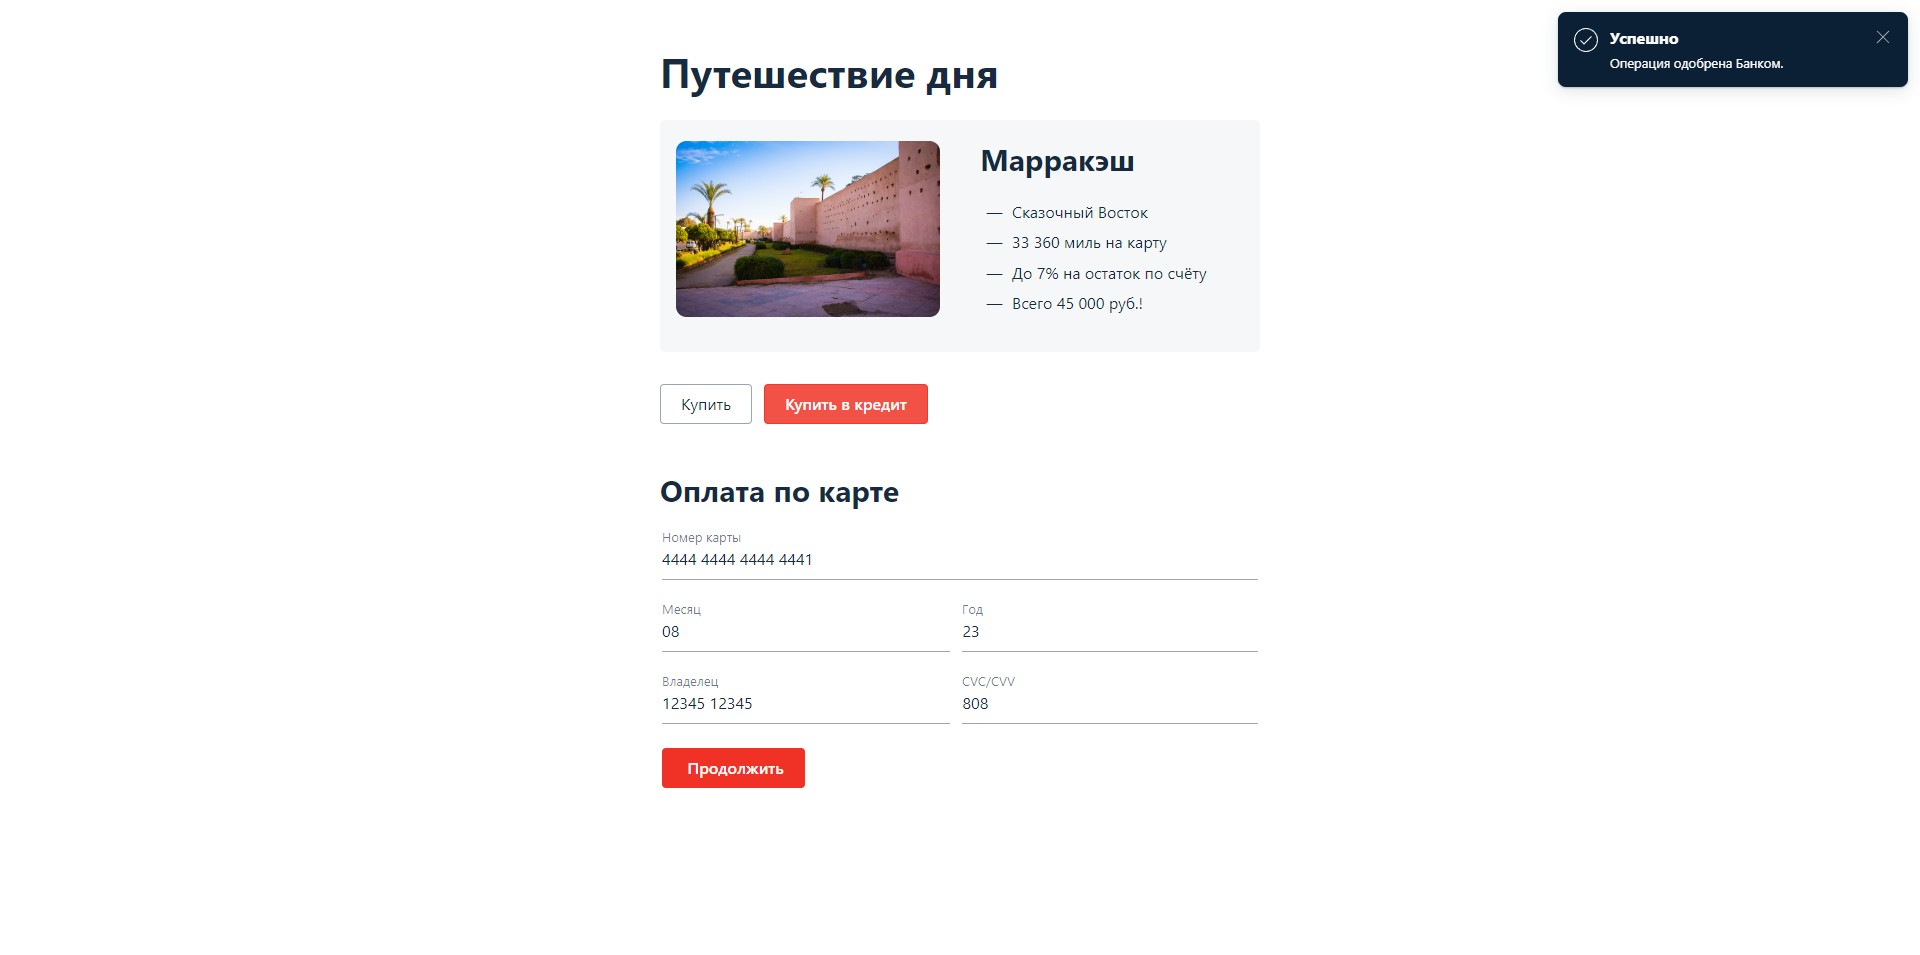 Успешно
Операция одобрена Банком.
Путешествие дня
Марракэш
— Сказочный Восток
— 33 360 миль на карту
— До 7% на остаток по счёту
— Всего 45 000 руб.!
Купить
Купить в кредит
Оплата по карте
Номер карты
4444 4444 4444 4441
Месяц
Год
08
23
Владелец
CVC/CVV
12345 12345
808
Продолжить